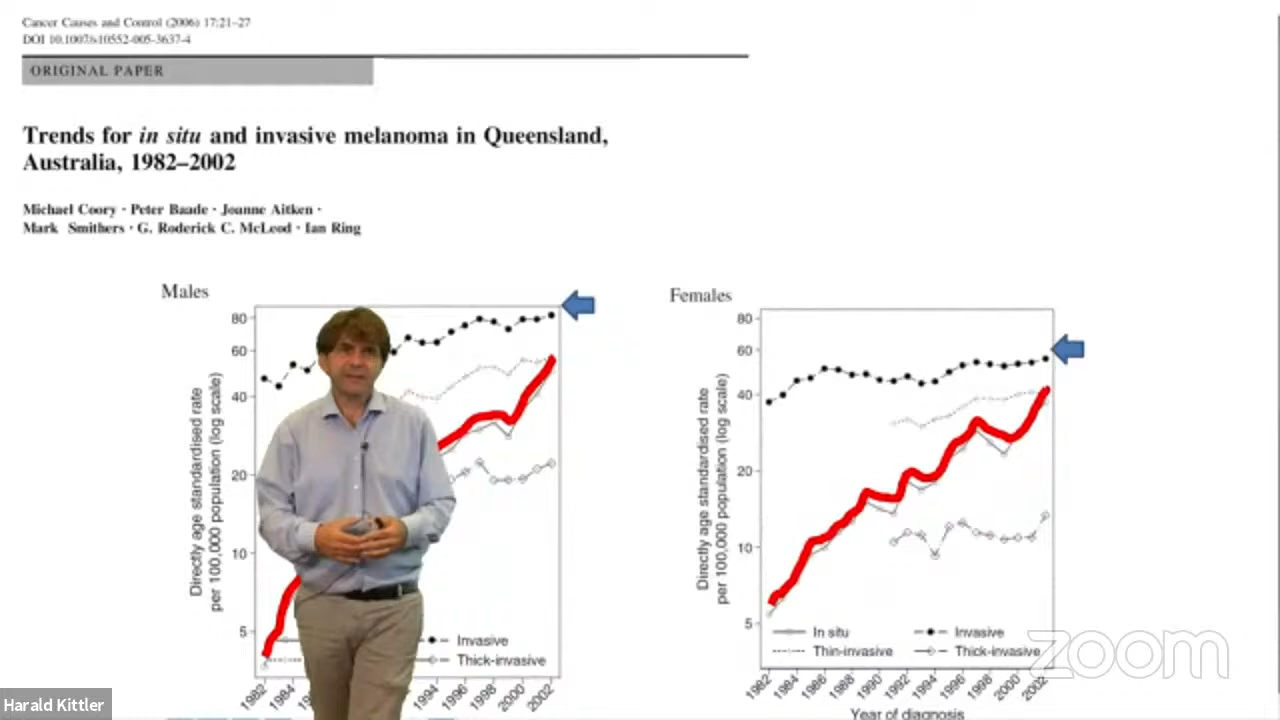 Cancer Causes and Control (2006) 17:21–27
DOI 10.1007/s10552-005-3637-4
ORIGINAL PAPER
Trends for in situ and invasive melanoma in Queensland,
Australia, 1982–2002
Michael Coory · Peter Baade · Joanne Aitken ·
Mark Smithers · G. Roderick C. McLeod · Ian Ring
Males
80
60
40
20
10
5
Directly age standardised rate
per 100,000 population (log scale)
Invasive
Thick-invasive
1982 1984 1994 1996 1998 2000 2002
Females
80
60
40
20
10
5
Directly age standardised rate
per 100,000 population (log scale)
In situ Invasive
Thin-invasive Thick-invasive
1982 1984 1986 1988 1990 1992 1994 1996 1998 2000 2002
Year of diagnosis
zoom
Harald Kittler